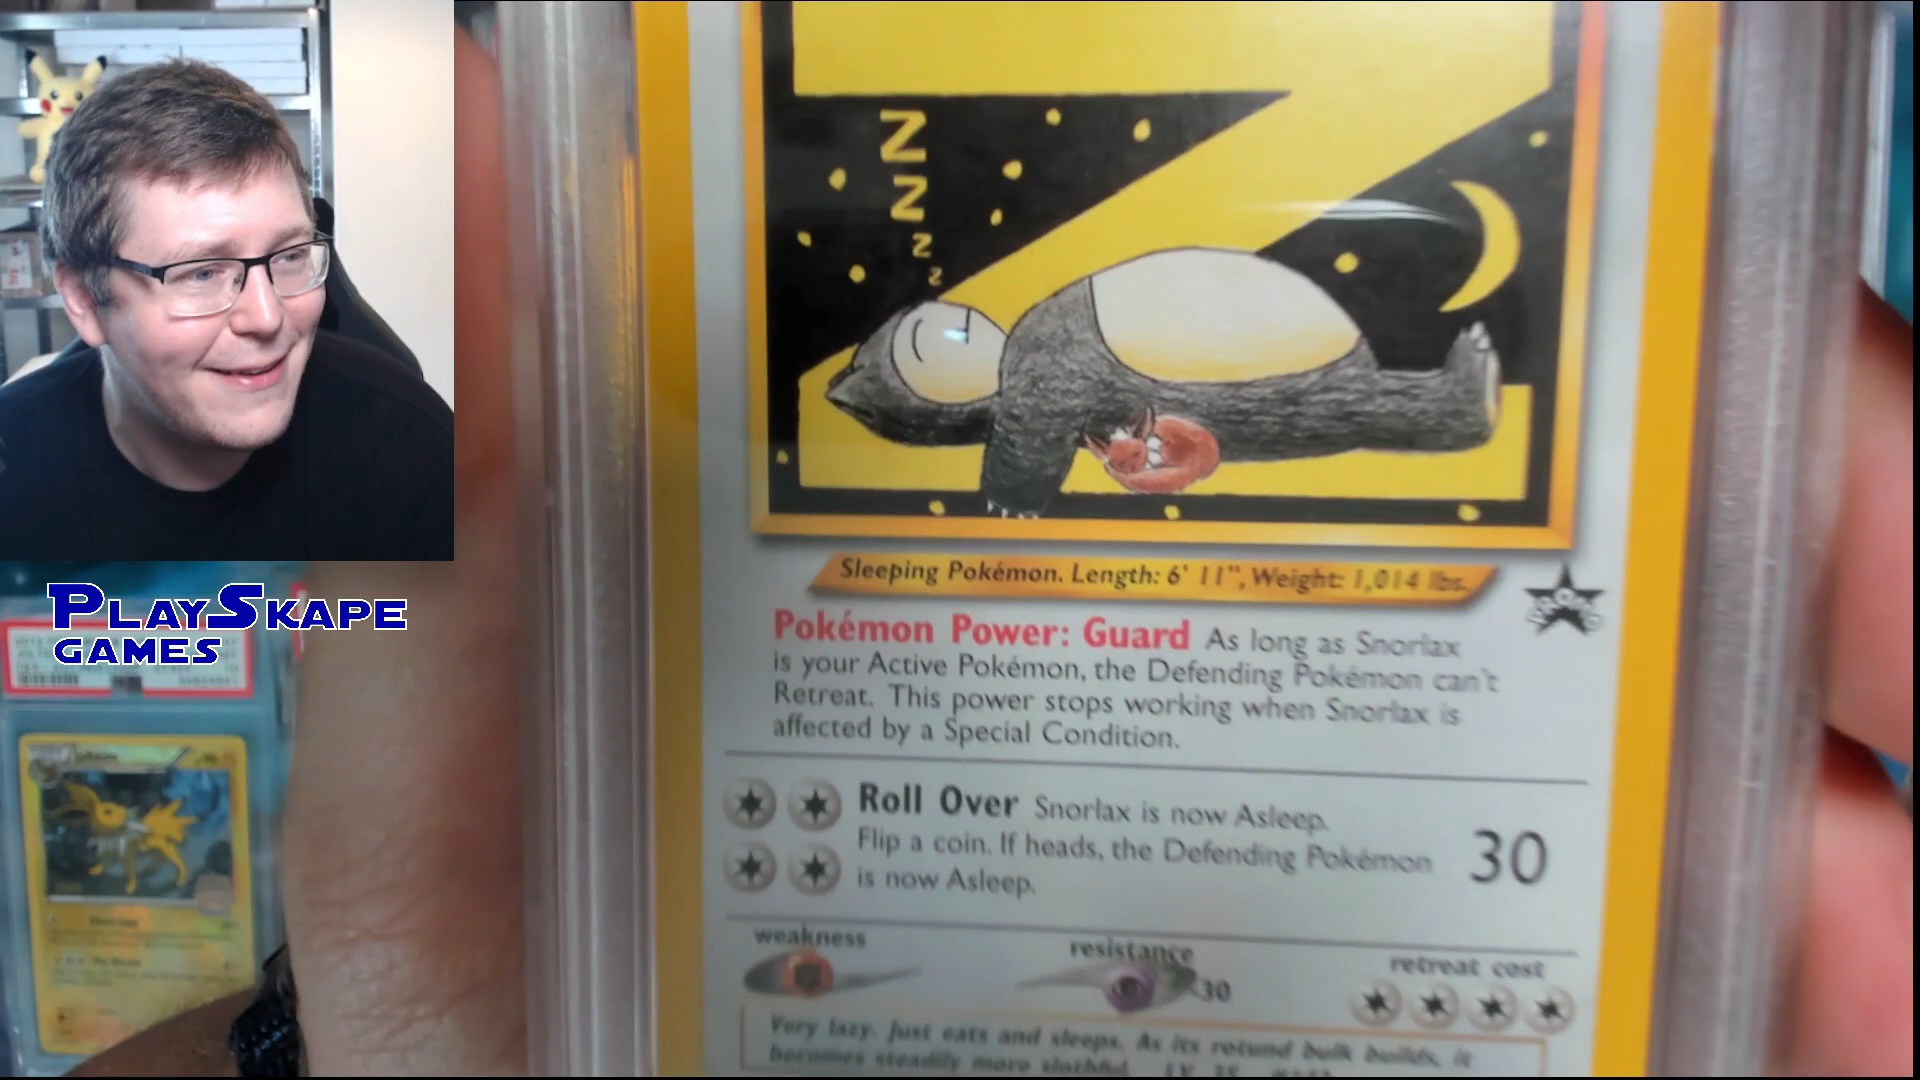 Z
Z
Z
Z
Sleeping Pokémon. Length: 6' 11", Weight: 1,014 lbs.
Pokémon Power: Guard As long as Snorlax
is your Active Pokémon, the Defending Pokémon can't
Retreat. This power stops working when Snorlax is
affected by a Special Condition.
Roll Over Snorlax is now Asleep.
Flip a coin. If heads, the Defending Pokémon
is now Asleep.
30
weakness
resistance
-30
retreat cost
Very lazy. Just eats and sleeps. As its rotund bulk builds, it
becomes steadily more slothful.
PLAYSKAPE
GAMES